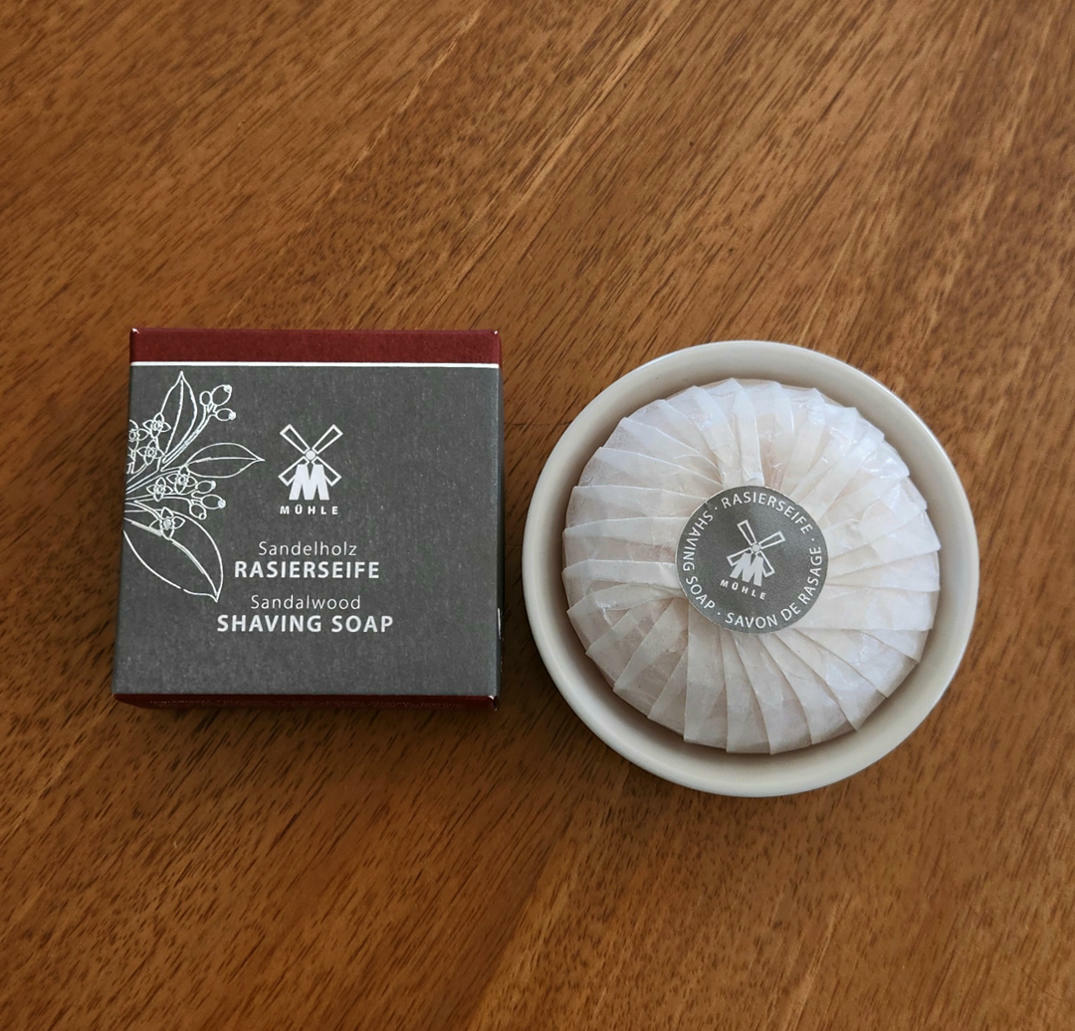 MÜHLE
Sandelholz
RASIERSEIFE
Sandalwood
SHAVING SOAP
SHAVING SOAP · RASIERSEIFE · SAVON DE RASAGE ·
MÜHLE